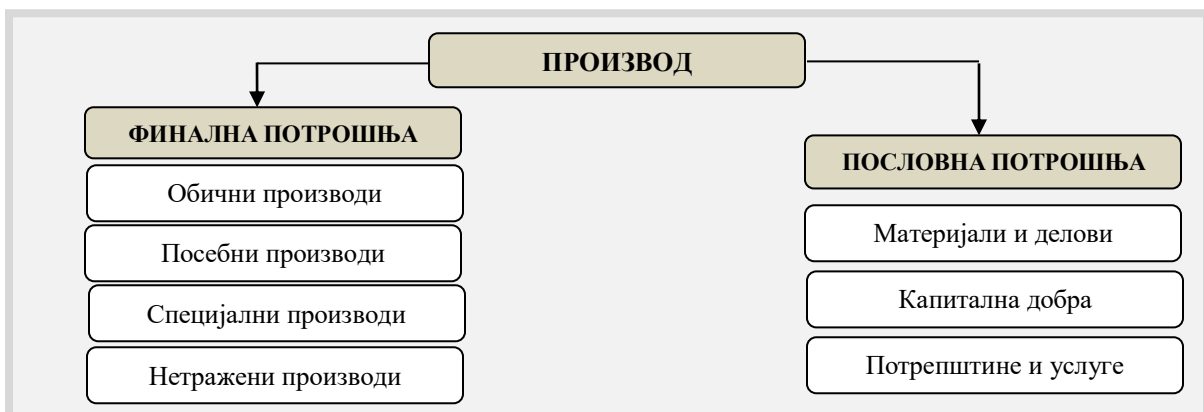 ПРОИЗВОД
ФИНАЛНА ПОТРОШЊА
Обични производи
Посебни производи
Специјални производи
Нетражени производи
ПОСЛОВНА ПОТРОШЊА
Материјали и делови
Капитална добра
Потрепштине и услуге